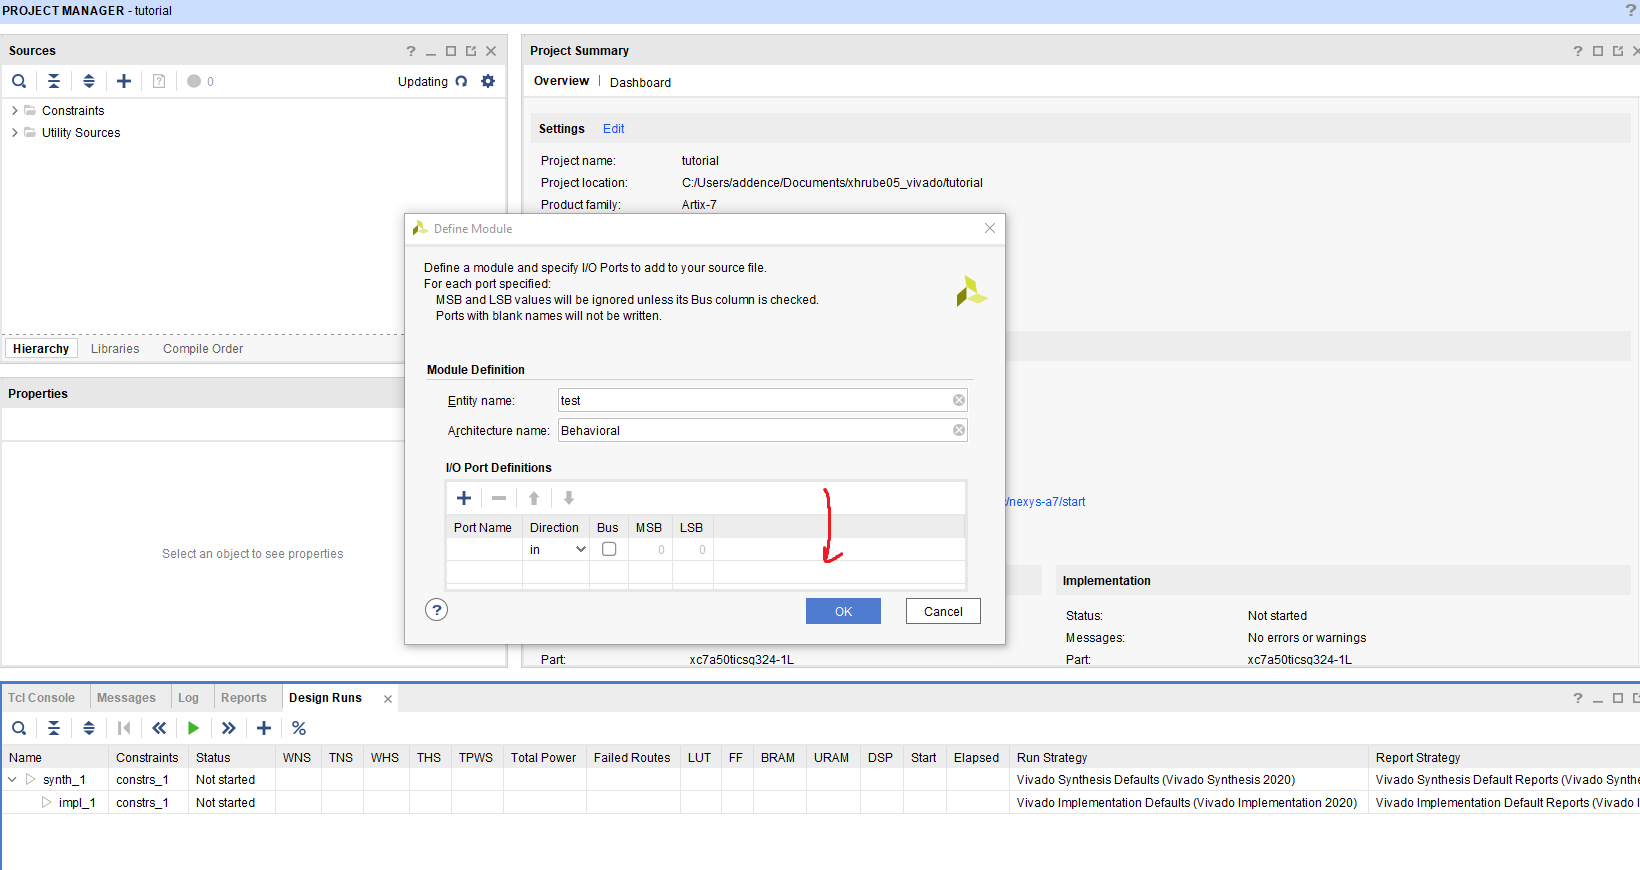 PROJECT MANAGER - tutorial
?
Sources
?
Updating
0
Constraints
Utility Sources
Hierarchy Libraries Compile Order
Properties
Select an object to see properties
Project Summary
?
Overview | Dashboard
Settings Edit
Project name: tutorial
Project location: C:/Users/addence/Documents/xhrube05_vivado/tutorial
Product family: Artix-7
/nexys-a7/start
Implementation
Status: Not started
Messages: No errors or warnings
Part: xc7a50ticsg324-1L
Part: xc7a50ticsg324-1L
Define Module
Define a module and specify I/O Ports to add to your source file.
For each port specified:
MSB and LSB values will be ignored unless its Bus column is checked.
Ports with blank names will not be written.
Module Definition
Entity name: test
Architecture name: Behavioral
I/O Port Definitions
Port Name Direction Bus MSB LSB
in 0 0
? OK Cancel
Tcl Console Messages Log Reports Design Runs
?
%
Name Constraints Status WNS TNS WHS THS TPWS Total Power Failed Routes LUT FF BRAM URAM DSP Start Elapsed Run Strategy Report Strategy
synth_1 constrs_1 Not started Vivado Synthesis Defaults (Vivado Synthesis 2020) Vivado Synthesis Default Reports (Vivado Synthe
impl_1 constrs_1 Not started Vivado Implementation Defaults (Vivado Implementation 2020) Vivado Implementation Default Reports (Vivado I